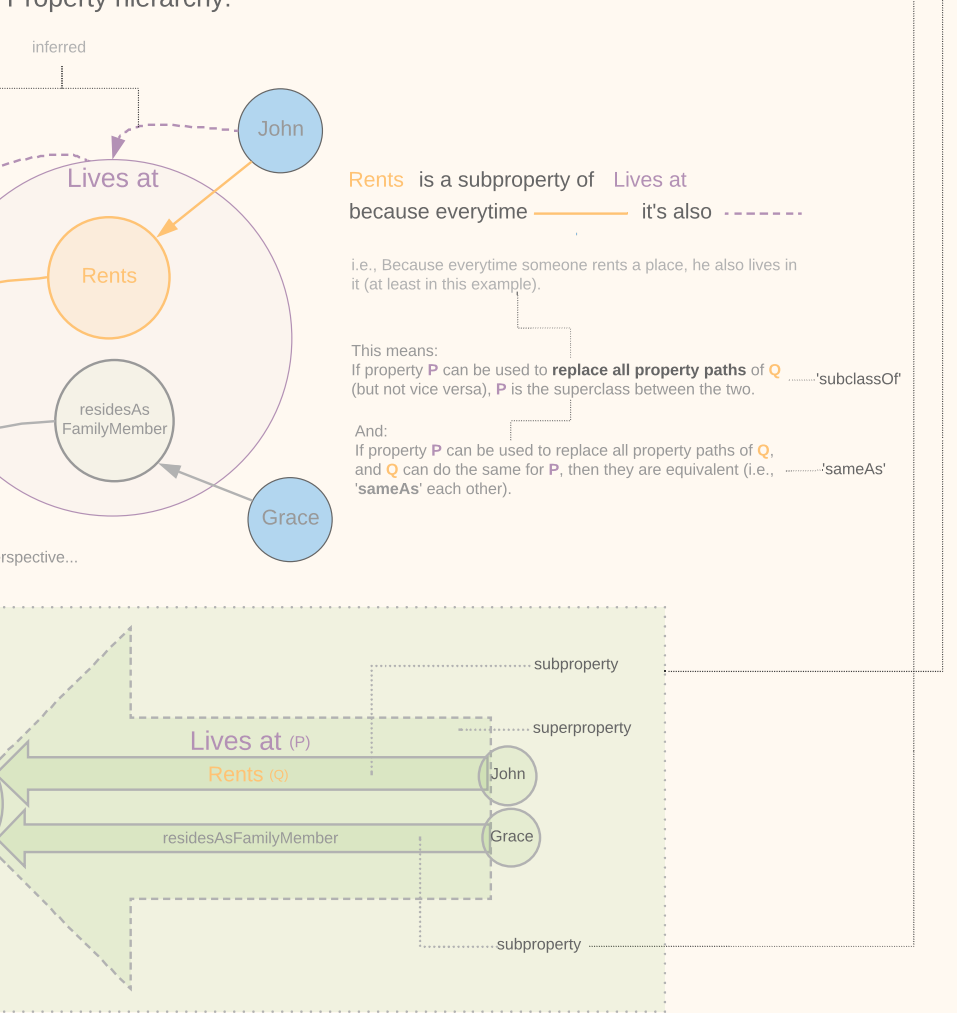 Property hierarchy:
inferred
John
Lives at
Rents is a subproperty of Lives at
because everytime it's also
Rents
i.e., Because everytime someone rents a place, he also lives in
it (at least in this example).
This means:
If property P can be used to replace all property paths of Q
(but not vice versa), P is the superclass between the two.
'subclassOf'
residesAs
FamilyMember
And:
If property P can be used to replace all property paths of Q,
and Q can do the same for P, then they are equivalent (i.e.,
'sameAs' each other).
'sameAs'
Grace
rspective...
subproperty
superproperty
Lives at (P)
Rents (Q)
John
residesAsFamilyMember
Grace
subproperty